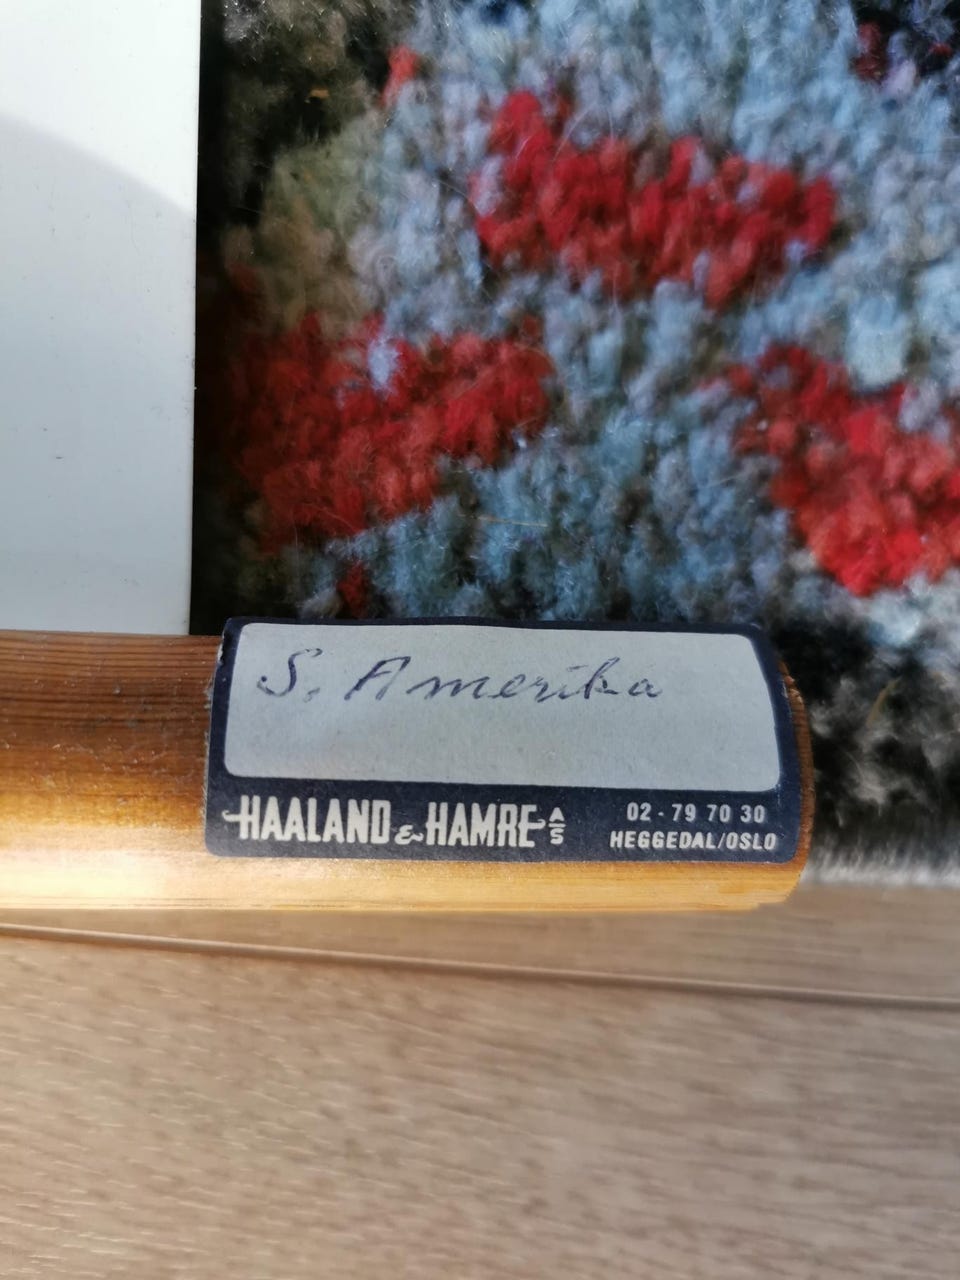 S. Amerika
HAALAND & HAMRE A/S
02 - 79 70 30
HEGGEDAL/OSLO